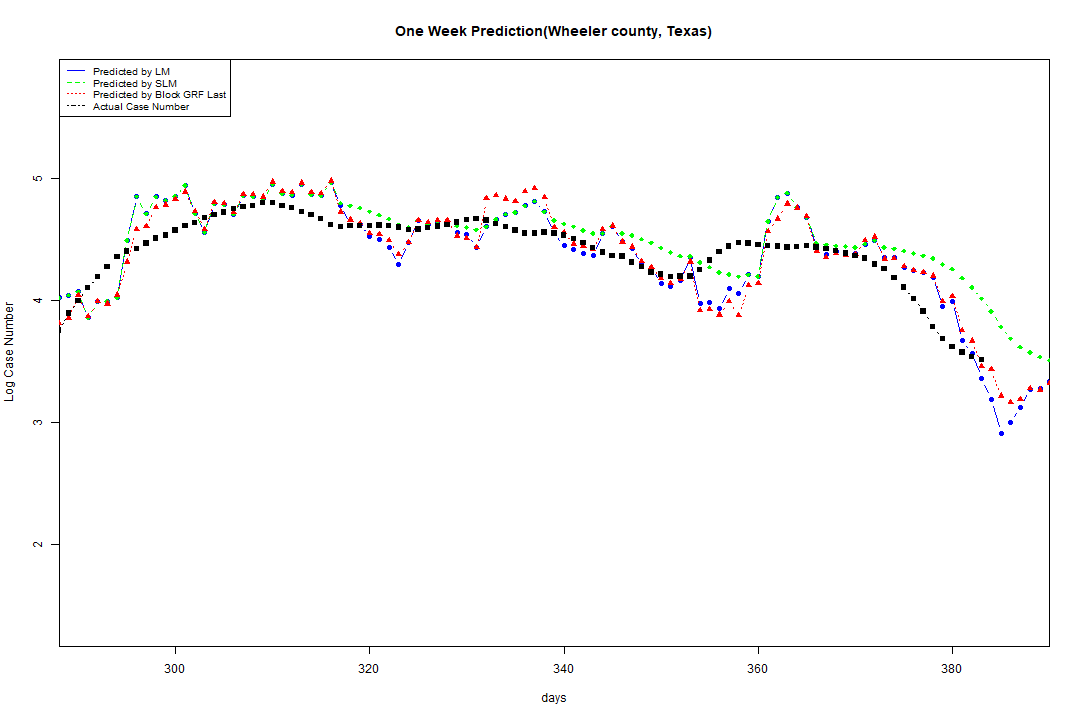 One Week Prediction(Wheeler county, Texas)
Predicted by LM
Predicted by SLM
Predicted by Block GRF Last
Actual Case Number
5
4
3
2
Log Case Number
300
320
340
360
380
days